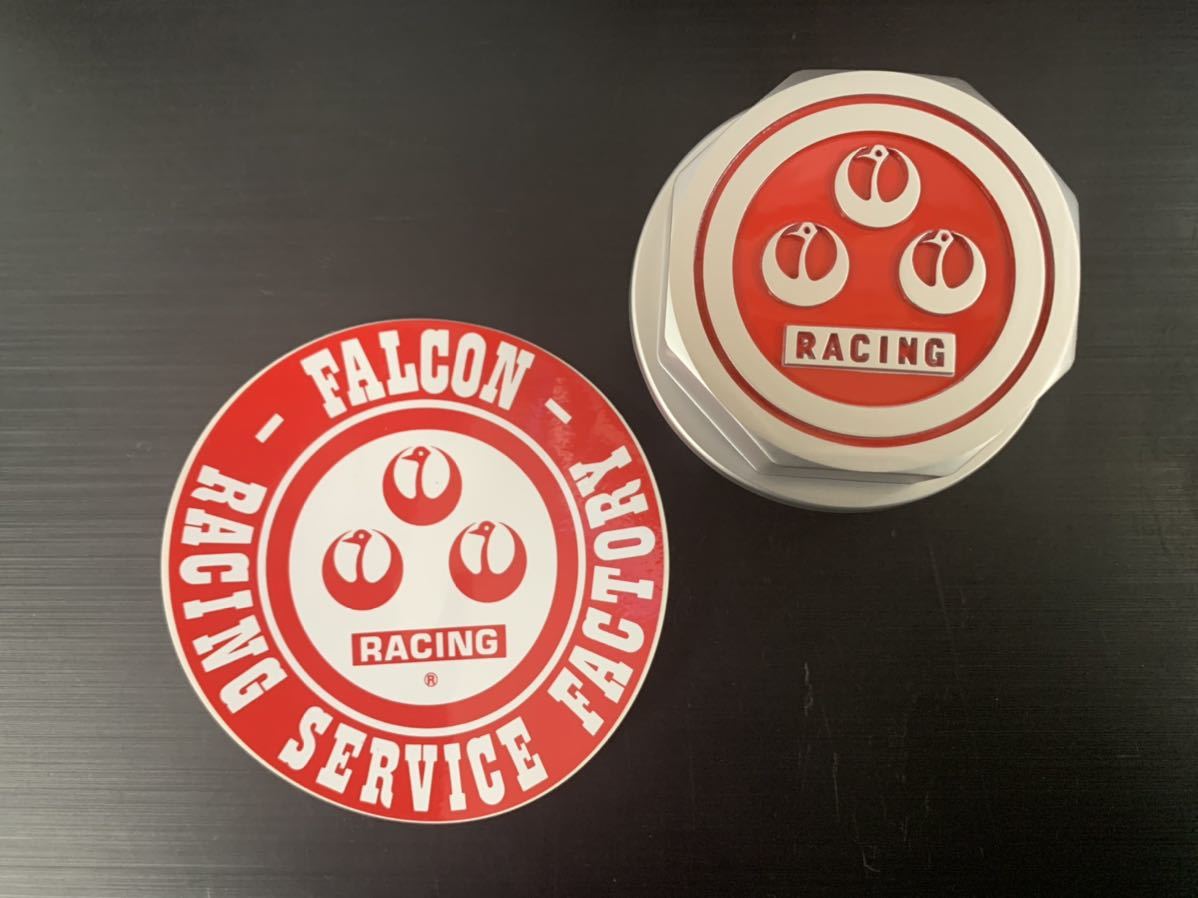 - FALCON -
RACING SERVICE FACTORY
RACING
®
RACING